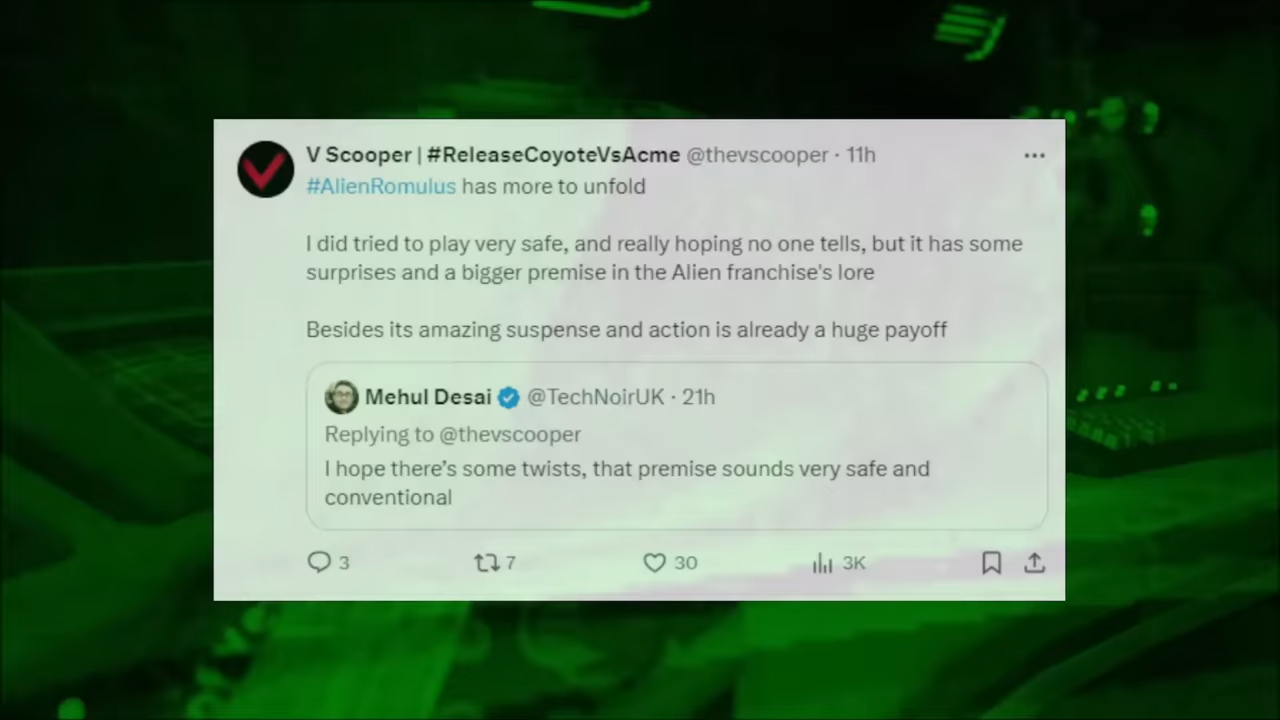 V Scooper | #ReleaseCoyoteVsAcme @thevscooper · 11h
#AlienRomulus has more to unfold
I did tried to play very safe, and really hoping no one tells, but it has some
surprises and a bigger premise in the Alien franchise's lore
Besides its amazing suspense and action is already a huge payoff
Mehul Desai @TechNoirUK · 21h
Replying to @thevscooper
I hope there’s some twists, that premise sounds very safe and
conventional
3 7 30 3K